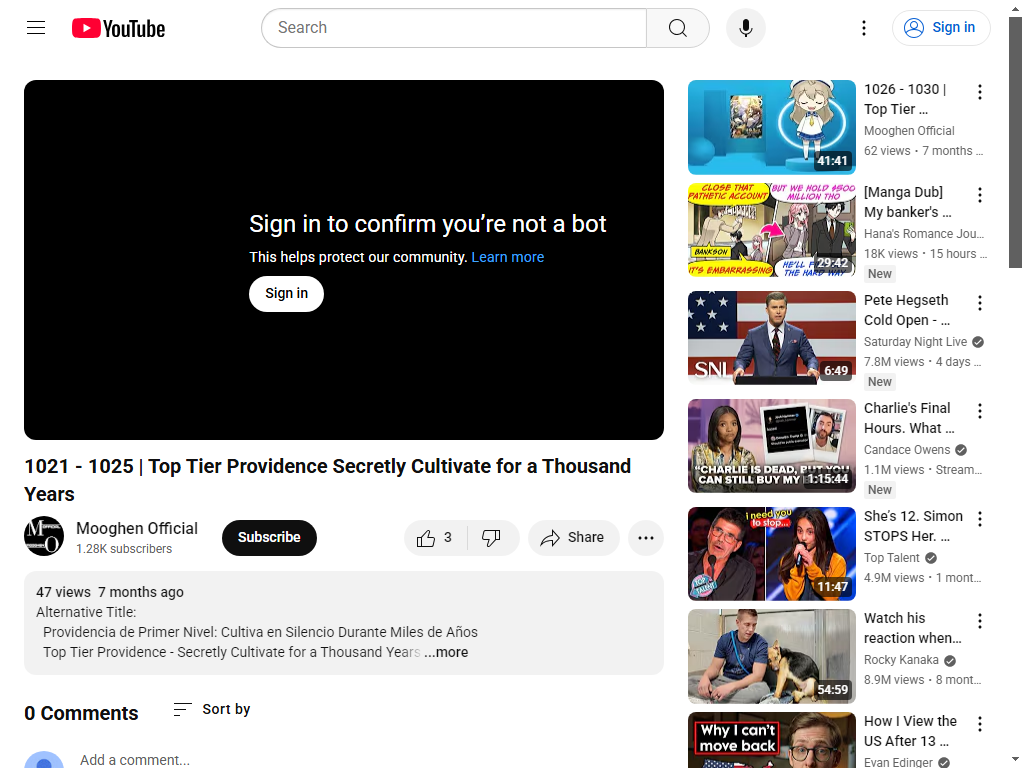 YouTube
Search
Sign in
Sign in to confirm you’re not a bot
This helps protect our community. Learn more
Sign in
1021 - 1025 | Top Tier Providence Secretly Cultivate for a Thousand
Years
Mooghen Official
1.28K subscribers
Subscribe
3
Share
47 views 7 months ago
Alternative Title:
Providencia de Primer Nivel: Cultiva en Silencio Durante Miles de Años
Top Tier Providence - Secretly Cultivate for a Thousand Years ...more
0 Comments
Sort by
Add a comment...
41:41
1026 - 1030 |
Top Tier ...
Mooghen Official
62 views • 7 months ...
CLOSE THAT
PATHETIC ACCOUNT
BUT WE HOLD $500
MILLION THO
BANKSON
IT'S EMBARRASSING
29:42
[Manga Dub]
My banker's ...
Hana's Romance Jou...
18K views • 15 hours ...
New
SNL
6:49
Pete Hegseth
Cold Open - ...
Saturday Night Live
7.8M views • 4 days ...
New
"CHARLIE IS DEAD, BUT YOU
CAN STILL BUY MY
1:15:44
Charlie's Final
Hours. What ...
Candace Owens
1.1M views • Stream...
New
i need you
to stop...
TOP
TALENT
11:47
She's 12. Simon
STOPS Her. ...
Top Talent
4.9M views • 1 mont...
54:59
Watch his
reaction when...
Rocky Kanaka
8.9M views • 8 mont...
Why I can't
move back
How I View the
US After 13 ...
Evan Edinger